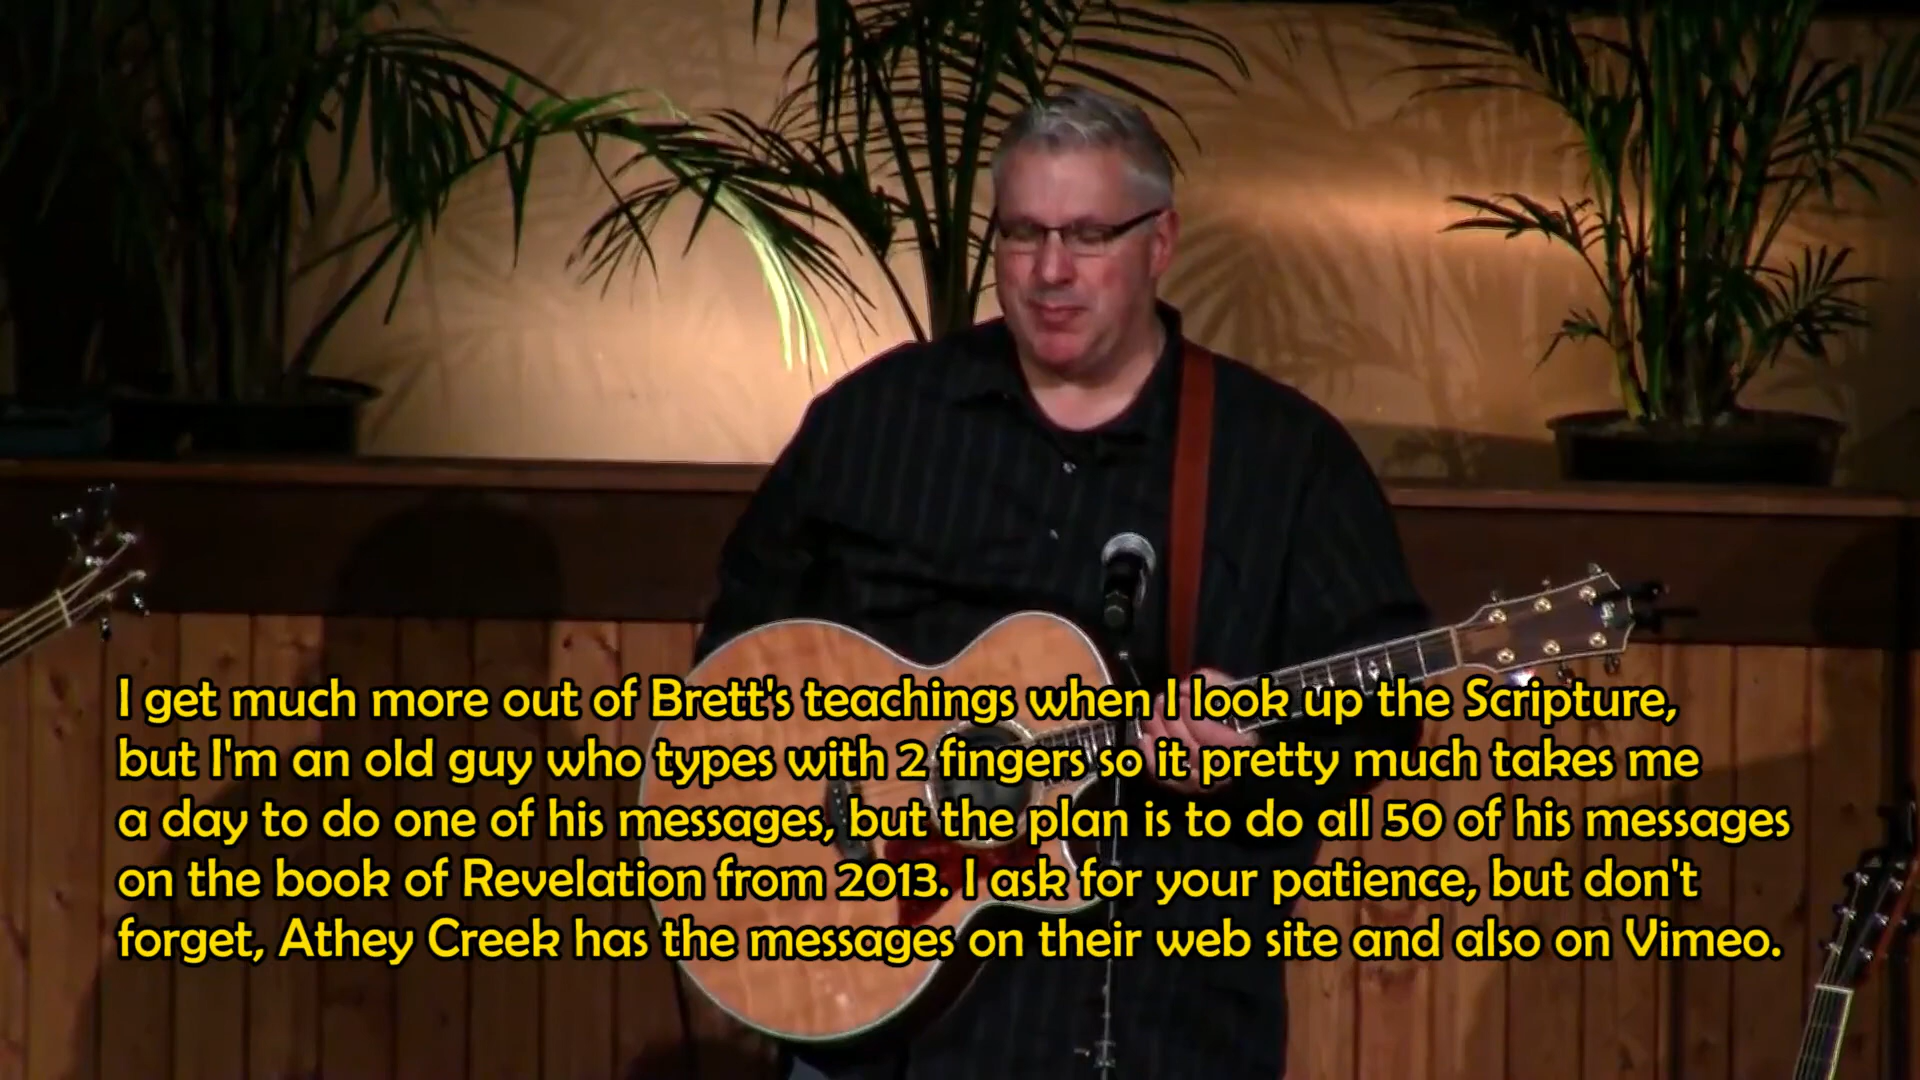 I get much more out of Brett's teachings when I look up the Scripture,
but I'm an old guy who types with 2 fingers so it pretty much takes me
a day to do one of his messages, but the plan is to do all 50 of his messages
on the book of Revelation from 2013. I ask for your patience, but don't
forget, Athey Creek has the messages on their web site and also on Vimeo.